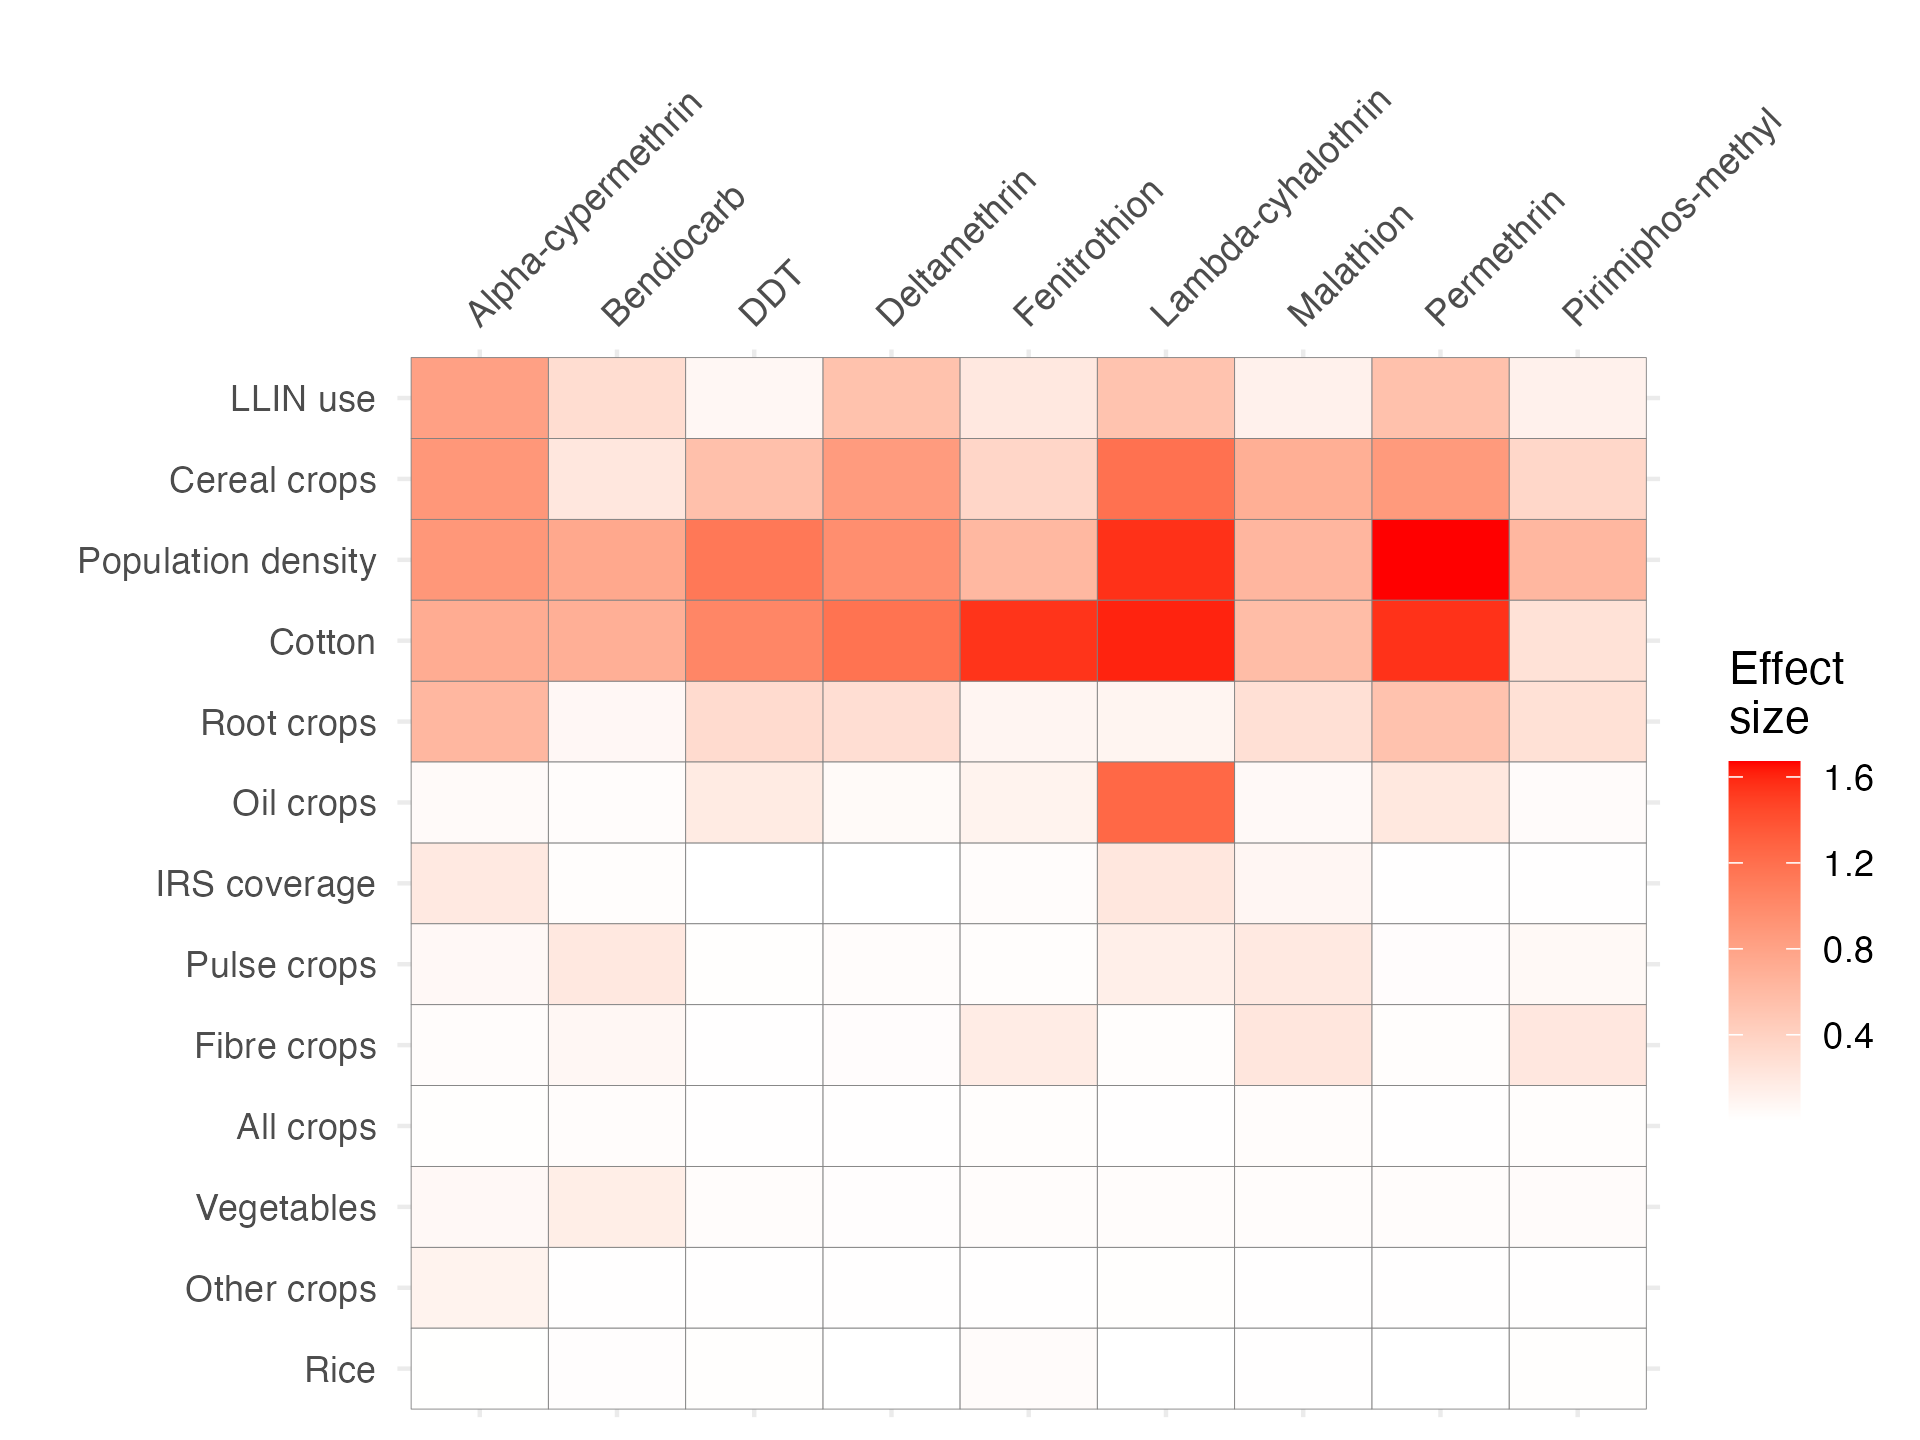 Alpha-cypermethrin
Bendiocarb
DDT
Deltamethrin
Fenitrothion
Lambda-cyhalothrin
Malathion
Permethrin
Pirimiphos-methyl
LLIN use
Cereal crops
Population density
Cotton
Root crops
Oil crops
IRS coverage
Pulse crops
Fibre crops
All crops
Vegetables
Other crops
Rice
Effect
size
1.6
1.2
0.8
0.4